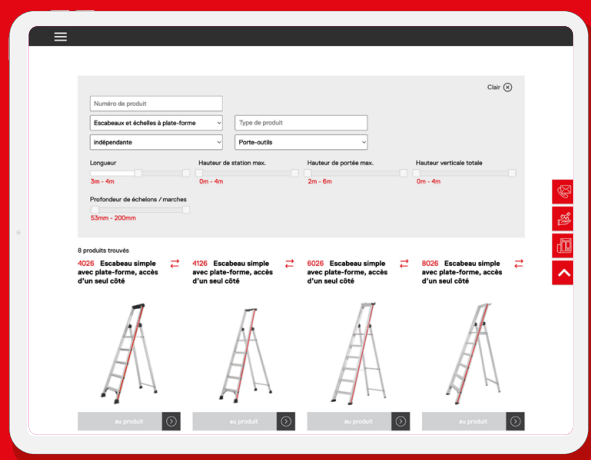 Clair
Numéro de produit
Escabeaux et échelles à plate-forme
Type de produit
indépendante
Porte-outils
Longueur
Hauteur de station max.
Hauteur de portée max.
Hauteur verticale totale
3m - 4m
0m - 4m
2m - 6m
0m - 4m
Profondeur de échelons / marches
53mm - 200mm
8 produits trouvés
4026 Escabeau simple
avec plate-forme, accès
d'un seul côté
4126 Escabeau simple
avec plate-forme, accès
d'un seul côté
6026 Escabeau simple
avec plate-forme, accès
d'un seul côté
8026 Escabeau simple
avec plate-forme, accès
d'un seul côté
au produit
au produit
au produit
au produit